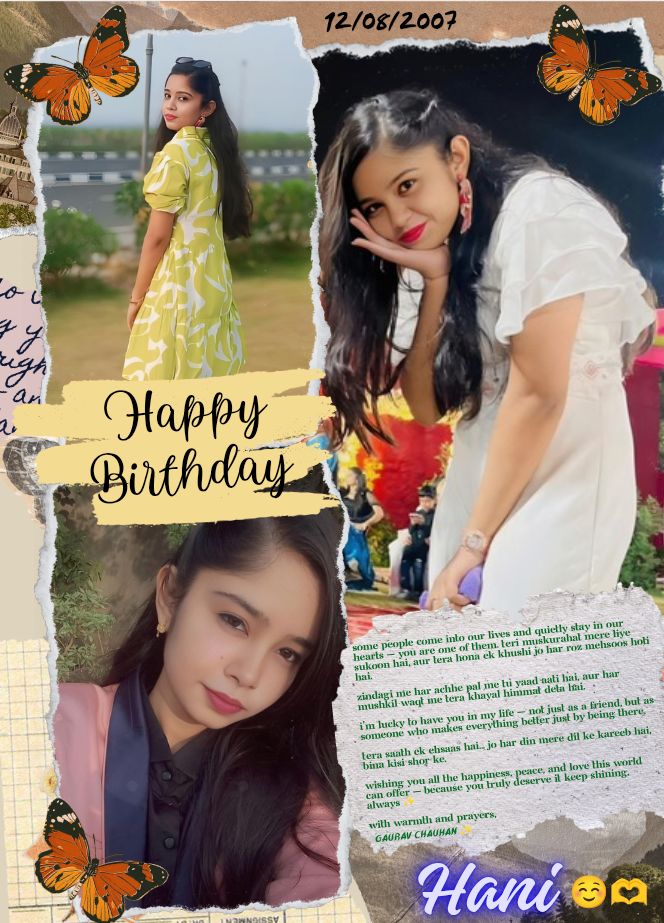 12/08/2007
Happy
Birthday
some people come into our lives and quietly slay in our
hearts — you are one of them. teri muskurahat mere liye
sukoon hai, aur tera hona ek khushi jo har roz mehsoos hoti
hai.
zindagi me har achhe pal me tu yaad aati hai, aur har
mushkil waqt me tera khayal himmat deta hai.
i'm lucky to have you in my life — not just as a friend, but as
someone who makes everything better just by being there.
tera saath ek ehsaas hai.. jo har din mere dil ke kareeb hai,
bina kisi shor ke.
wishing you all the happiness, peace, and love this world
can offer — because you truly deserve it keep shining.
always ✨
with warmth and prayers,
GAURAV CHAUHAN ✨
Hani ☺️🫶
ASSIGNMENT